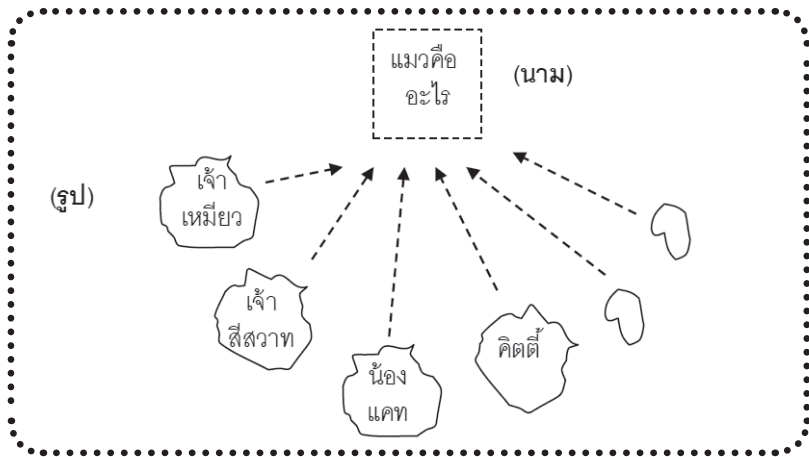 แมวคือ
อะไร
(นาม)
(รูป)
เจ้า
เหมียว
เจ้า
สีสวาท
น้อง
แคท
คิตตี้